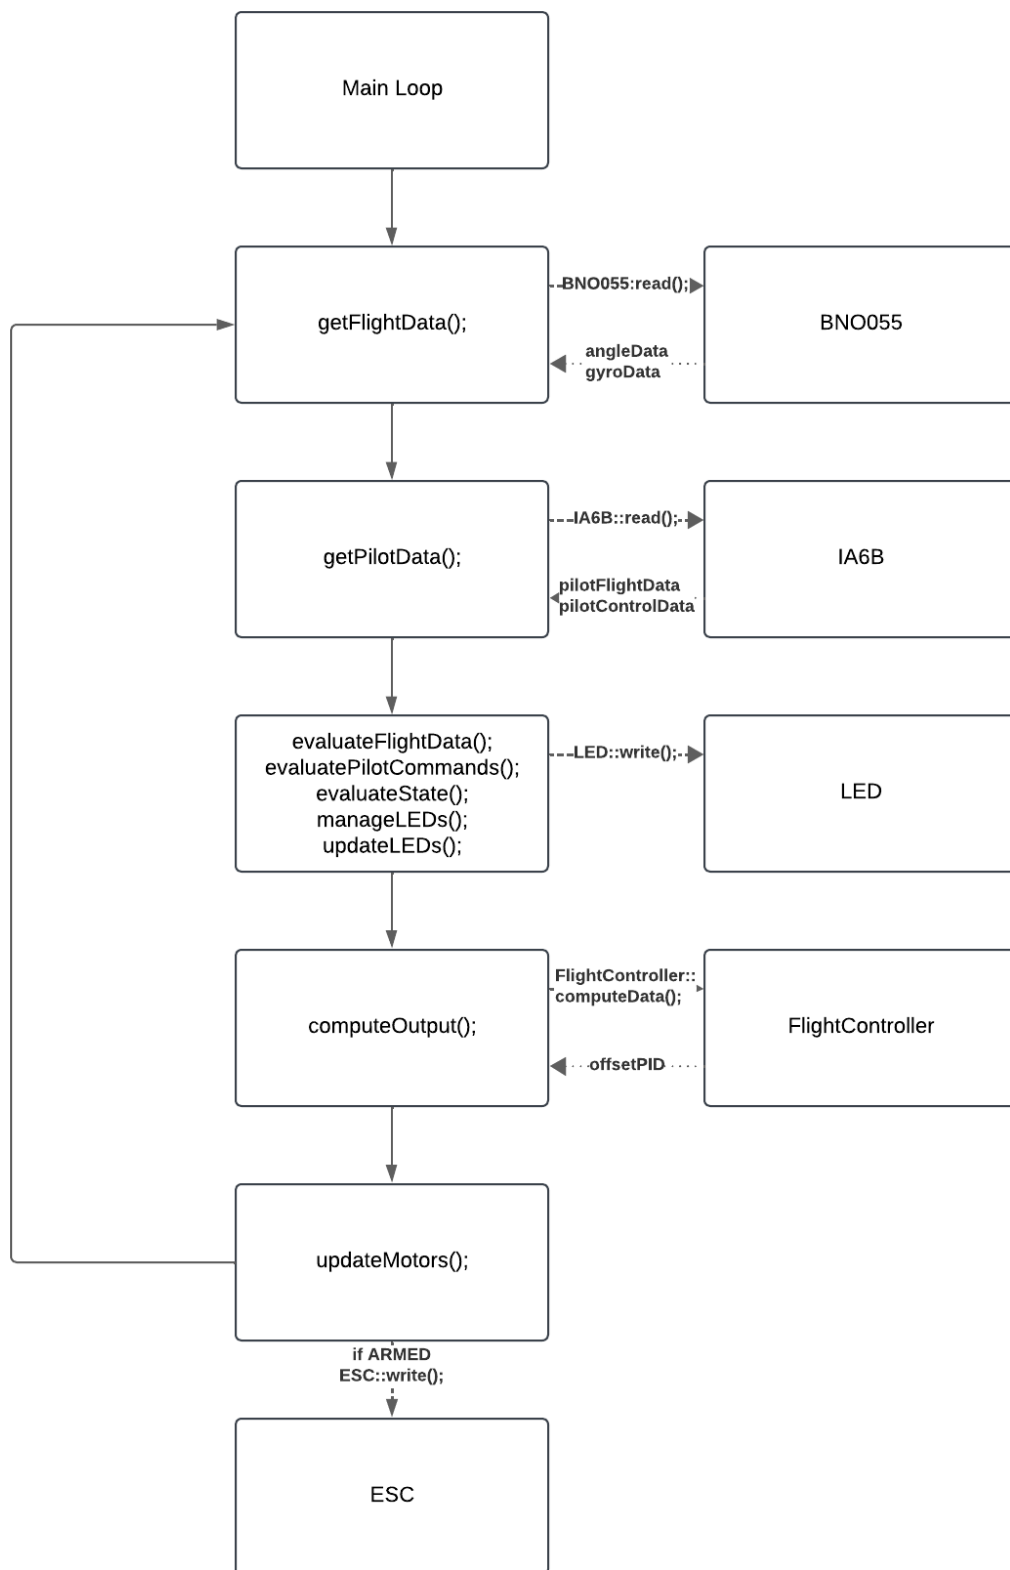 Main Loop
getFlightData();
BNO055:read();
angleData
gyroData
BNO055
getPilotData();
IA6B::read();
pilotFlightData
pilotControlData
IA6B
evaluateFlightData();
evaluatePilotCommands();
evaluateState();
manageLEDs();
updateLEDs();
LED::write();
LED
computeOutput();
FlightController::
computeData();
offsetPID
FlightController
updateMotors();
if ARMED
ESC::write();
ESC